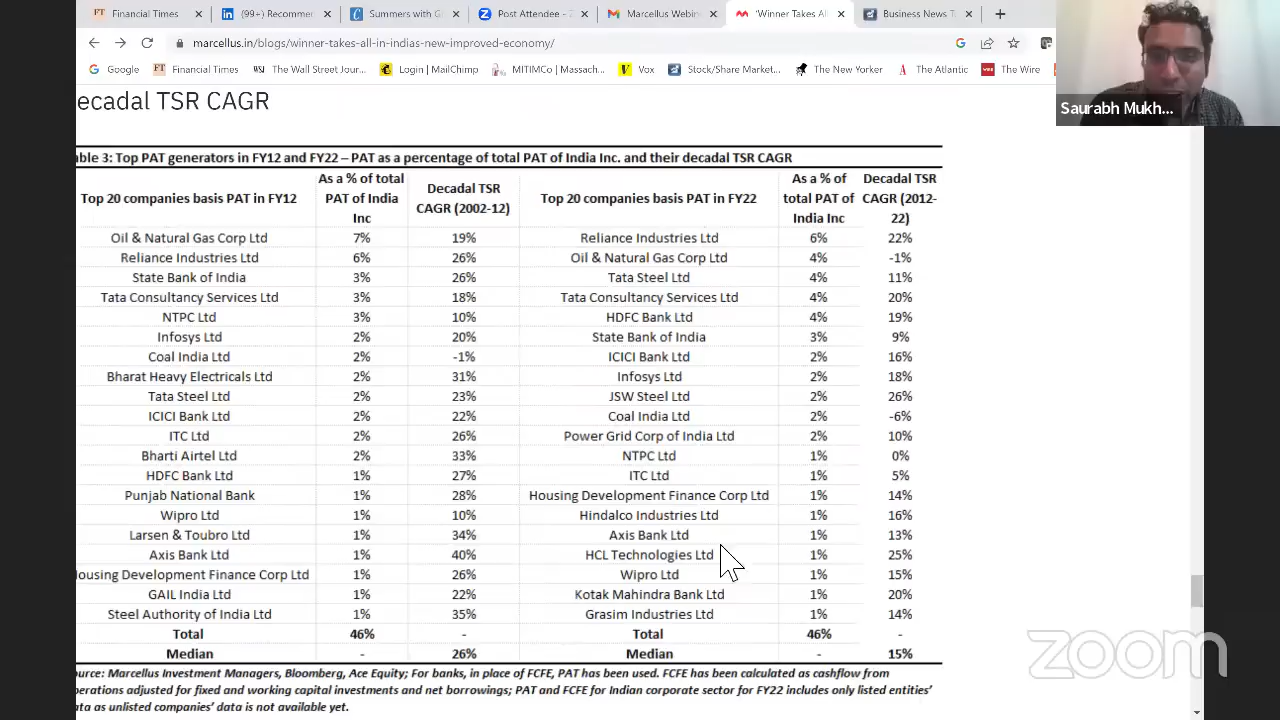 Financial Times
(99+) Recomme
Summers with G
Post Attendee – Z
Marcellus Webin
'Winner Takes Al
Business News T
marcellus.in/blogs/winner-take-all-in-indias-new-improved-economy/
Google
Financial Times
The Wall Street Jour...
Login | MailChimp
MITIMCO | Massach...
Vox
Stock/Share Market...
The New Yorker
The Atlantic
The Wire
Saurabh Mukh...
ecadal TSR CAGR
ble 3: Top PAT generators in FY12 and FY22 – PAT as a percentage of total PAT of India Inc. and their decadal TSR CAGR
Top 20 companies basis PAT in FY12 As a % of total PAT of India Inc Decadal TSR CAGR (2002-12) Top 20 companies basis PAT in FY22 As a % of total PAT of India Inc Decadal TSR CAGR (2012-22)
Oil & Natural Gas Corp Ltd 7% 19% Reliance Industries Ltd 6% 22%
Reliance Industries Ltd 6% 26% Oil & Natural Gas Corp Ltd 4% -1%
State Bank of India 3% 26% Tata Steel Ltd 4% 11%
Tata Consultancy Services Ltd 3% 18% Tata Consultancy Services Ltd 4% 20%
NTPC Ltd 3% 10% HDFC Bank Ltd 4% 19%
Infosys Ltd 2% 20% State Bank of India 3% 9%
Coal India Ltd 2% -1% ICICI Bank Ltd 2% 16%
Bharat Heavy Electricals Ltd 2% 31% Infosys Ltd 2% 18%
Tata Steel Ltd 2% 23% JSW Steel Ltd 2% 26%
ICICI Bank Ltd 2% 22% Coal India Ltd 2% -6%
ITC Ltd 2% 26% Power Grid Corp of India Ltd 2% 10%
Bharti Airtel Ltd 2% 33% NTPC Ltd 1% 0%
HDFC Bank Ltd 1% 27% ITC Ltd 1% 5%
Punjab National Bank 1% 28% Housing Development Finance Corp Ltd 1% 14%
Wipro Ltd 1% 10% Hindalco Industries Ltd 1% 16%
Larsen & Toubro Ltd 1% 34% Axis Bank Ltd 1% 13%
Axis Bank Ltd 1% 40% HCL Technologies Ltd 1% 25%
ousing Development Finance Corp Ltd 1% 26% Wipro Ltd 1% 15%
GAIL India Ltd 1% 22% Kotak Mahindra Bank Ltd 1% 20%
Steel Authority of India Ltd 1% 35% Grasim Industries Ltd 1% 14%
Total 46% - Total 46% -
Median - 26% Median - 15%
ource: Marcellus Investment Managers, Bloomberg, Ace Equity; For banks, in place of FCFE, PAT has been used. FCFE has been calculated as cashflow from
perations adjusted for fixed and working capital investments and net borrowings; PAT and FCFE for Indian corporate sector for FY22 includes only listed entities'
ata as unlisted companies' data is not available yet.
zoom